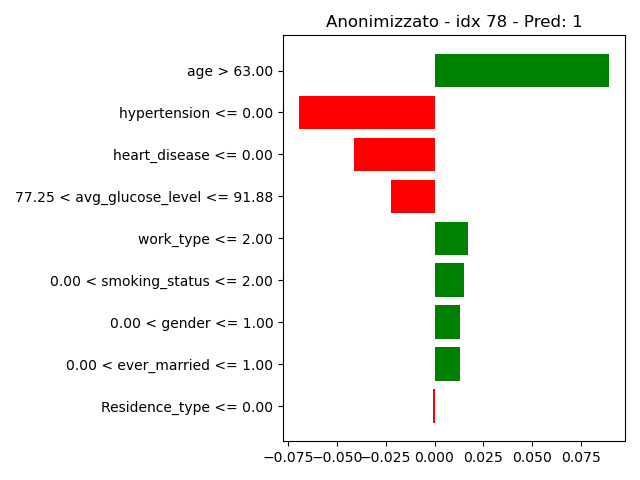 Anonimizzato - idx 78 - Pred: 1
age > 63.00
hypertension <= 0.00
heart_disease <= 0.00
77.25 < avg_glucose_level <= 91.88
work_type <= 2.00
0.00 < smoking_status <= 2.00
0.00 < gender <= 1.00
0.00 < ever_married <= 1.00
Residence_type <= 0.00
−0.075 −0.050 −0.025 0.000 0.025 0.050 0.075